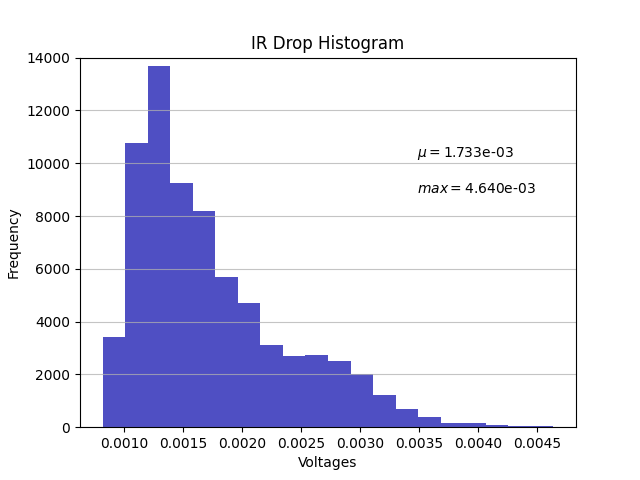 IR Drop Histogram
14000
12000
10000
8000
6000
4000
2000
0
Frequency
μ = 1.733e-03
max = 4.640e-03
0.0010 0.0015 0.0020 0.0025 0.0030 0.0035 0.0040 0.0045
Voltages